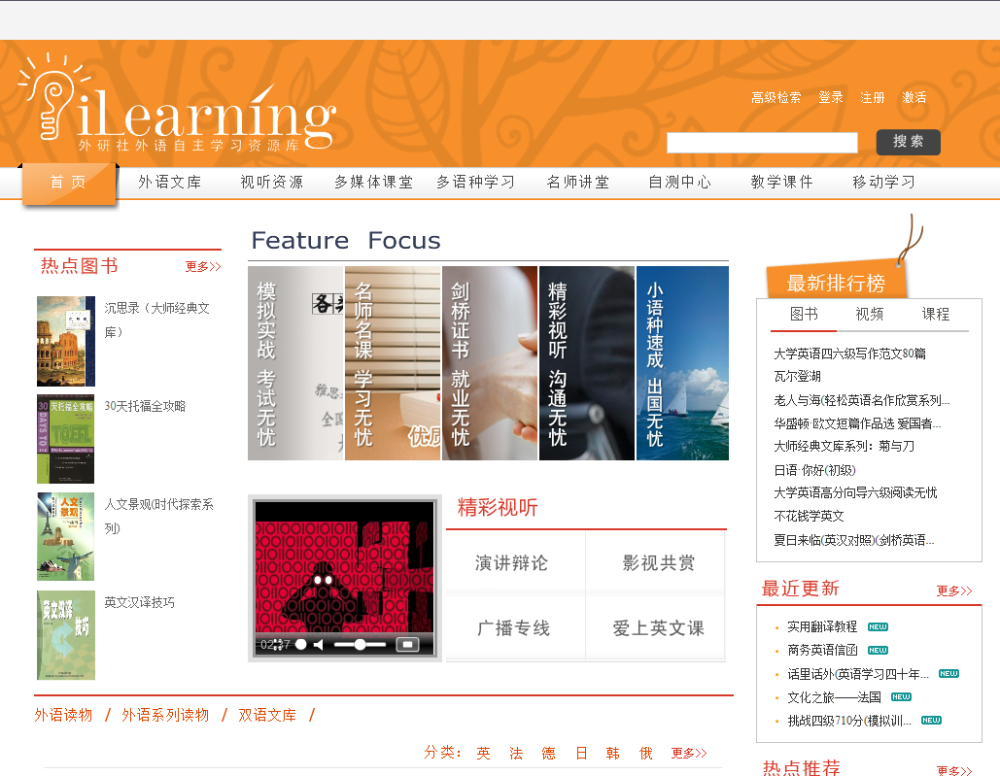 iLearning
外研社外语自主学习资源库
高级检索 登录 注册 激活
搜 索
首 页 外语文库 视听资源 多媒体课堂 多语种学习 名师讲堂 自测中心 教学课件 移动学习
热点图书 更多>>
沉思录（大师经典文
库）
30天托福全攻略
30天托福全攻略
人文
景观
人文景观(时代探索系
列)
英文汉译
技巧
英文汉译技巧
Feature Focus
模拟实战 考试无忧
名师名课 学习无忧
剑桥证书 就业无忧
精彩视听 沟通无忧
小语种速成 出国无忧
精彩视听
演讲辩论 影视共赏
广播专线 爱上英文课
最新排行榜
图书 视频 课程
大学英语四六级写作范文80篇
瓦尔登湖
老人与海(轻松英语名作欣赏系列...
华盛顿·欧文短篇作品选 爱国者...
大师经典文库系列：菊与刀
日语·你好(初级)
大学英语高分向导六级阅读无忧
不花钱学英文
夏日来临(英汉对照)(剑桥英语...
最近更新 更多>>
实用翻译教程 NEW
商务英语信函 NEW
话里话外(英语学习四十年... NEW
文化之旅——法国 NEW
挑战四级710分(模拟训... NEW
热点推荐 更多>>
外语读物 / 外语系列读物 / 双语文库 /
分类： 英 法 德 日 韩 俄 更多>>